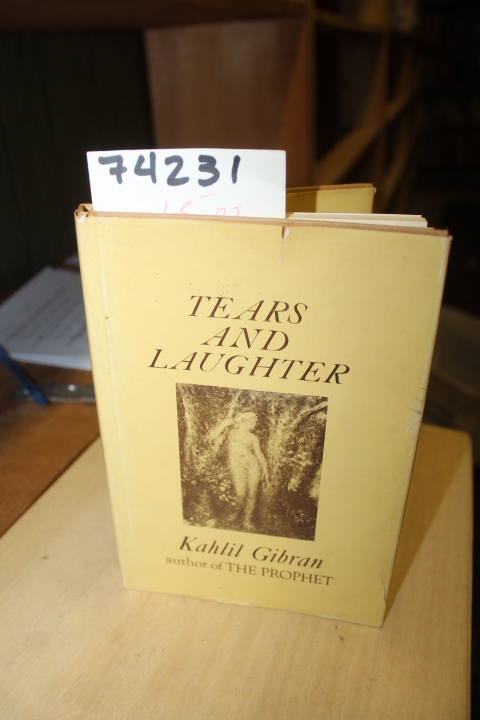 74231
TEARS
AND
LAUGHTER
Kahlil Gibran
author of THE PROPHET